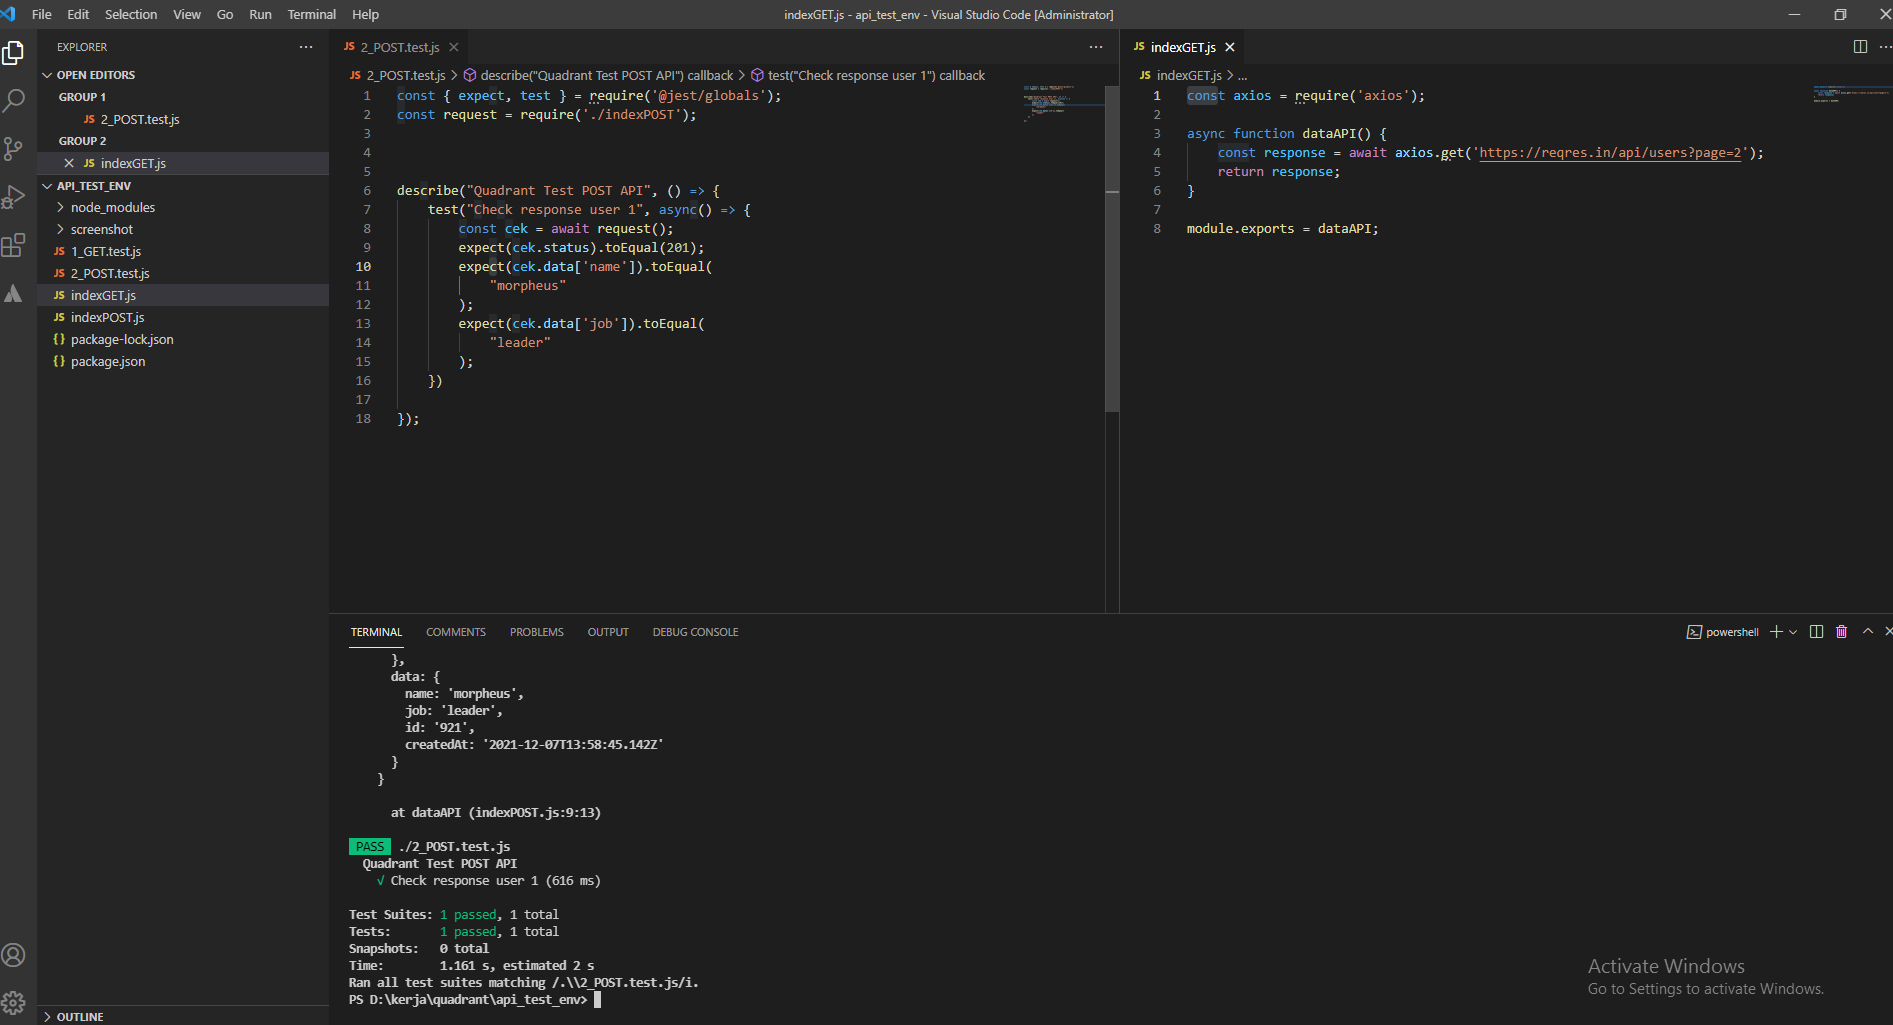 File Edit Selection View Go Run Terminal Help
indexGET.js - api_test_env - Visual Studio Code [Administrator]
EXPLORER
OPEN EDITORS
GROUP 1
JS 2_POST.test.js
GROUP 2
JS indexGET.js
API_TEST_ENV
node_modules
screenshot
JS 1_GET.test.js
JS 2_POST.test.js
JS indexGET.js
JS indexPOST.js
{} package-lock.json
{} package.json
OUTLINE
JS 2_POST.test.js
JS 2_POST.test.js > describe("Quadrant Test POST API") callback > test("Check response user 1") callback
1 const { expect, test } = require('@jest/globals');
2 const request = require('./indexPOST');
3
4
5
6 describe("Quadrant Test POST API", () => {
7 test("Check response user 1", async() => {
8 const cek = await request();
9 expect(cek.status).toEqual(201);
10 expect(cek.data['name']).toEqual(
11 "morpheus"
12 );
13 expect(cek.data['job']).toEqual(
14 "leader"
15 );
16 })
17
18 });
JS indexGET.js
JS indexGET.js > ...
1 const axios = require('axios');
2
3 async function dataAPI() {
4 const response = await axios.get('https://reqres.in/api/users?page=2');
5 return response;
6 }
7
8 module.exports = dataAPI;
TERMINAL COMMENTS PROBLEMS OUTPUT DEBUG CONSOLE
powershell
},
data: {
name: 'morpheus',
job: 'leader',
id: '921',
createdAt: '2021-12-07T13:58:45.142Z'
}
}
at dataAPI (indexPOST.js:9:13)
PASS ./2_POST.test.js
Quadrant Test POST API
√ Check response user 1 (616 ms)
Test Suites: 1 passed, 1 total
Tests: 1 passed, 1 total
Snapshots: 0 total
Time: 1.161 s, estimated 2 s
Ran all test suites matching /.\\2_POST.test.js/i.
PS D:\kerja\quadrant\api_test_env>
Activate Windows
Go to Settings to activate Windows.